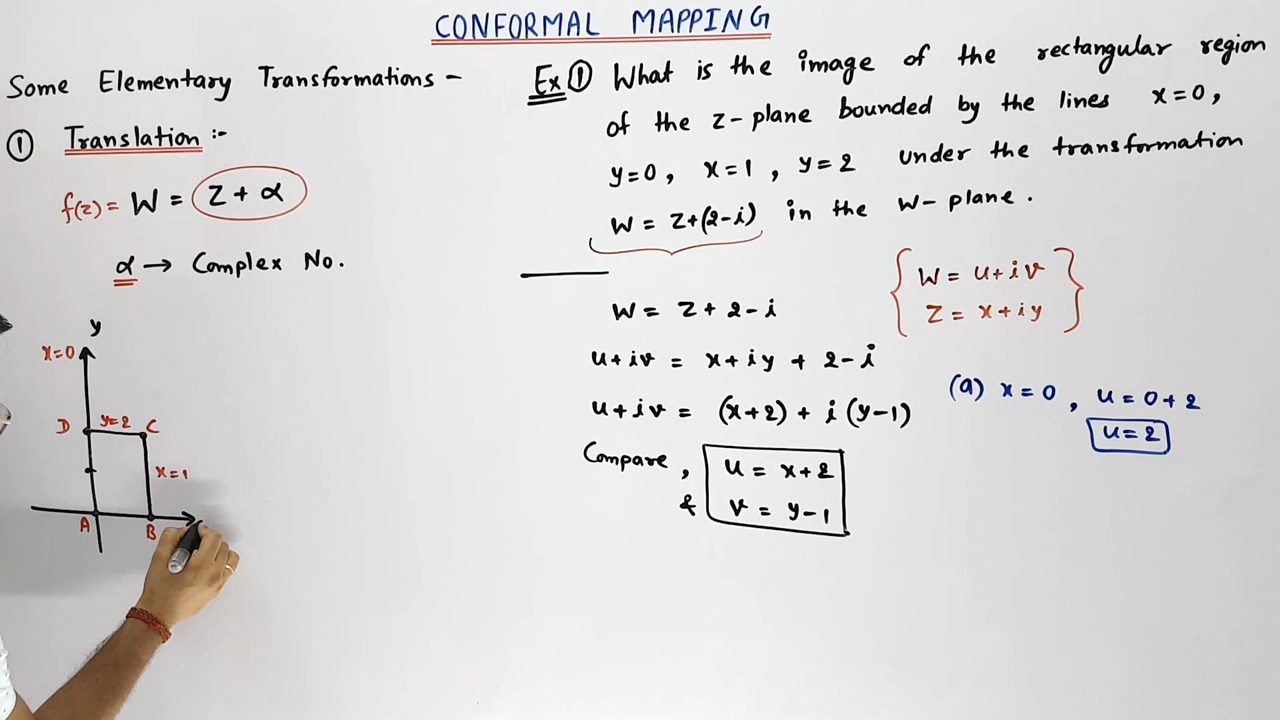 CONFORMAL MAPPING
Some Elementary Transformations -
① Translation :-
f(z) = W = Z + α
α → Complex No.
y
x=0
D y=2 C
x=1
A
B
Ex ① What is the image of the rectangular region
of the z-plane bounded by the lines x=0,
y=0, x=1, y=2 under the transformation
W = Z+(2-i) in the W-plane.
{ W = u+iv
Z = x+iy }
W = Z + 2 - i
u+iv = x+iy + 2-i
u+iv = (x+2) + i(y-1)
Compare, u = x+2
& v = y-1
(a) x=0, u=0+2
u=2